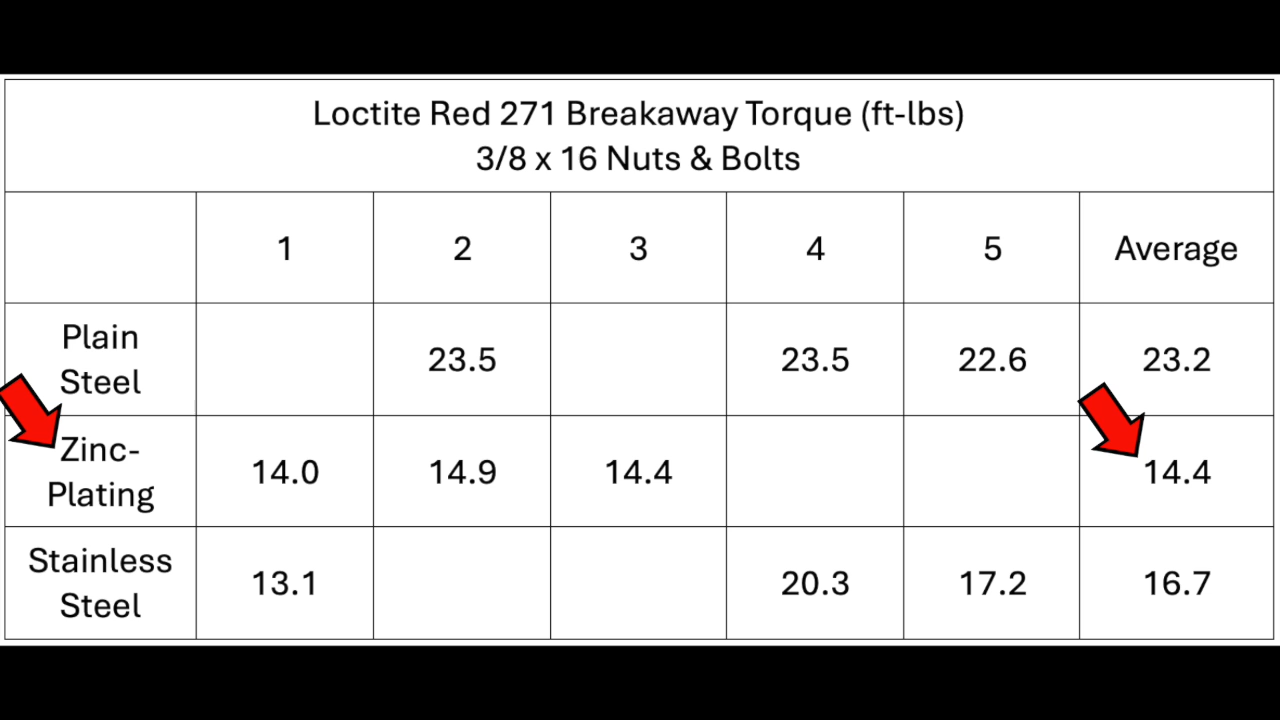 Loctite Red 271 Breakaway Torque (ft-lbs)
3/8 x 16 Nuts & Bolts
1 2 3 4 5 Average
Plain
Steel
23.5 23.5 22.6 23.2
Zinc-
Plating
14.0 14.9 14.4 14.4
Stainless
Steel
13.1 20.3 17.2 16.7